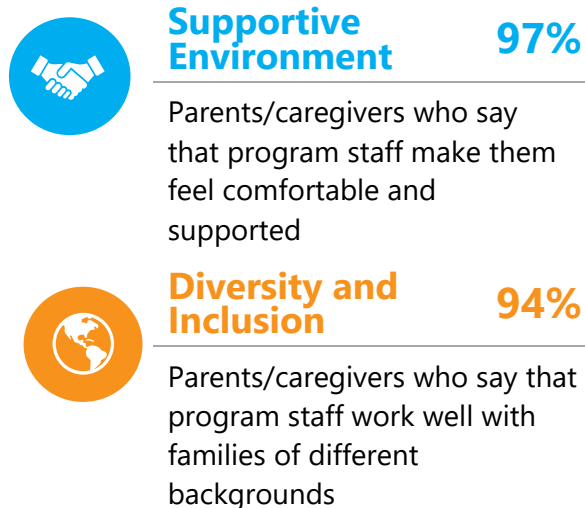 Supportive
Environment 97%
Parents/caregivers who say
that program staff make them
feel comfortable and
supported
Diversity and
Inclusion 94%
Parents/caregivers who say that
program staff work well with
families of different
backgrounds